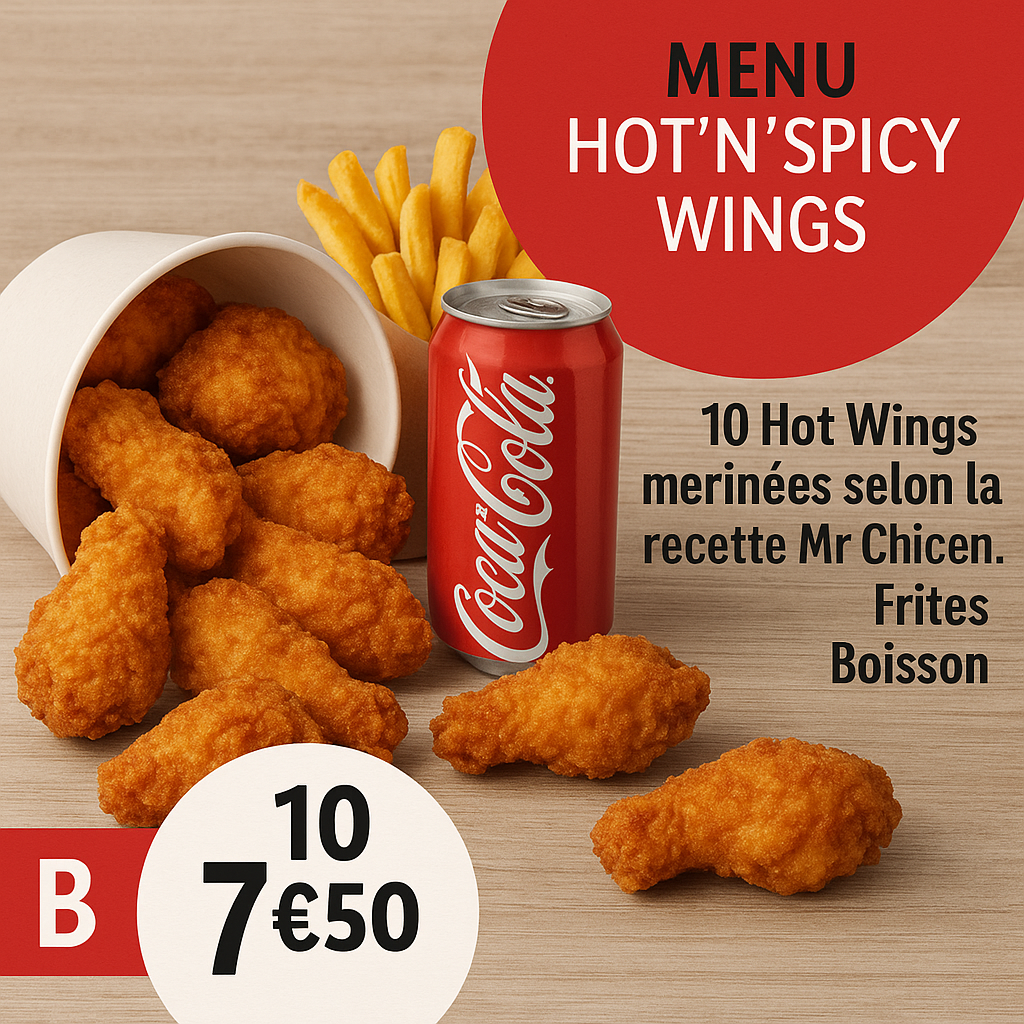 MENU
HOT'N'SPICY
WINGS
Coca-Cola
10 Hot Wings
merinées selon la
recette Mr Chicen.
Frites
Boisson
10
7€50
B